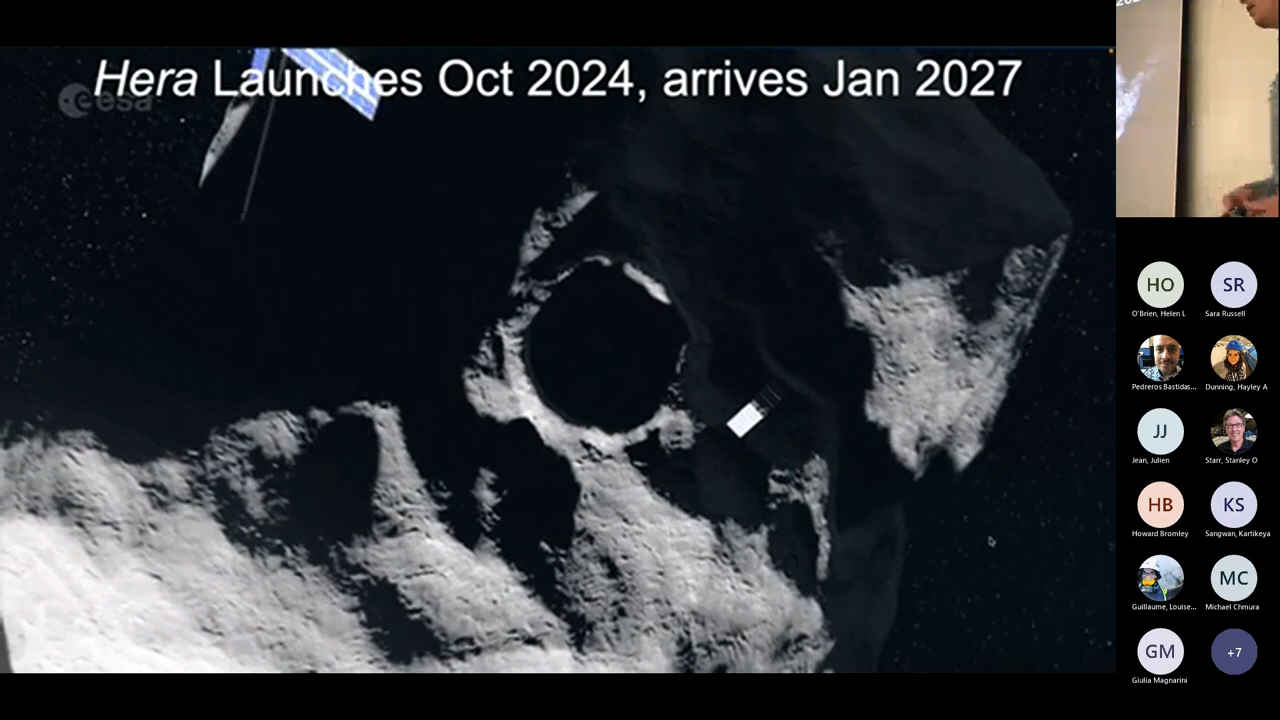 Hera Launches Oct 2024, arrives Jan 2027
esa
HO
SR
O'Brien, Helen L
Sara Russell
Pedreros Bastidas...
Dunning, Hayley A
JJ
Jean, Julien
Starr, Stanley O
HB
KS
Howard Bromley
Sangwan, Kartikeya
MC
Guillaume, Louise...
Michael Chmura
GM
+7
Giulia Magnarini